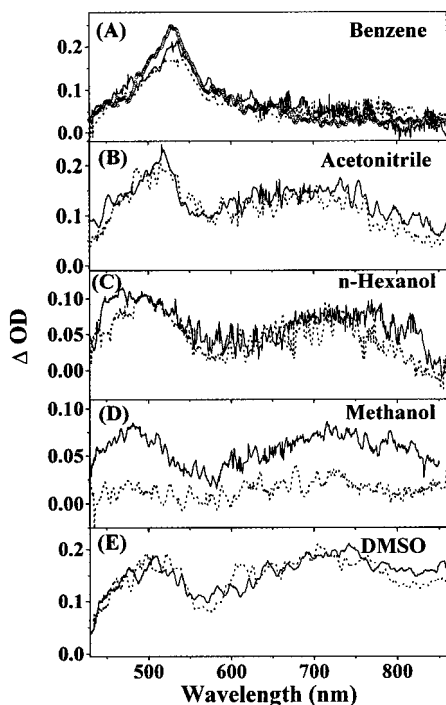 (A) Benzene
0.2
0.1
0.0
(B) Acetonitrile
0.2
0.1
0.0
(C) n-Hexanol
0.10
0.05
0.00
(D) Methanol
0.10
0.05
0.00
(E) DMSO
0.2
0.1
0.0
Δ OD
500 600 700 800
Wavelength (nm)